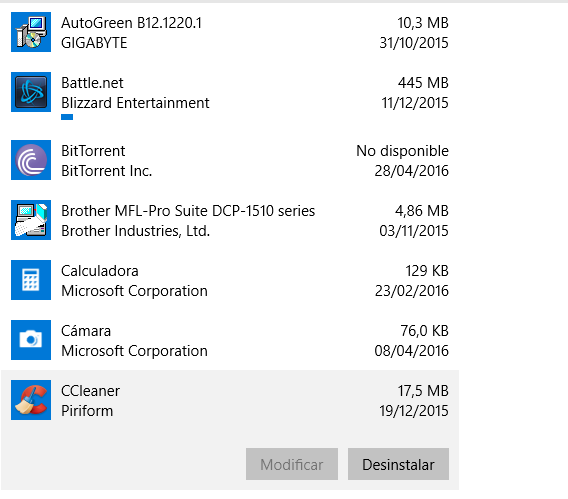 AutoGreen B12.1220.1 10,3 MB
GIGABYTE 31/10/2015
Battle.net 445 MB
Blizzard Entertainment 11/12/2015
BitTorrent No disponible
BitTorrent Inc. 28/04/2016
Brother MFL-Pro Suite DCP-1510 series 4,86 MB
Brother Industries, Ltd. 03/11/2015
Calculadora 129 KB
Microsoft Corporation 23/02/2016
Cámara 76,0 KB
Microsoft Corporation 08/04/2016
CCleaner 17,5 MB
Piriform 19/12/2015
Modificar Desinstalar